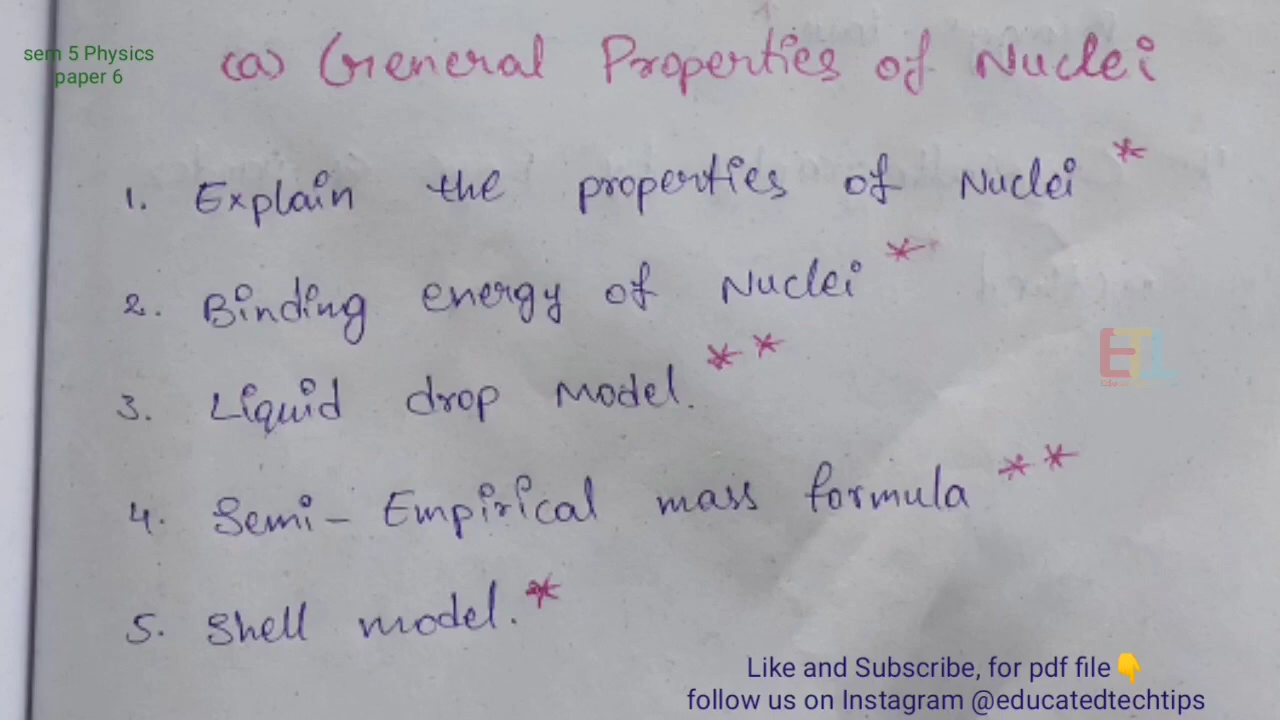 sem 5 Physics
paper 6
(a) General Properties of Nuclei
1. Explain the properties of Nuclei *
2. Binding energy of Nuclei *
3. Liquid drop Model. **
4. Semi-Empirical mass formula **
5. Shell model. *
ETL
Like and Subscribe, for pdf file👇
follow us on Instagram @educatedtechtips